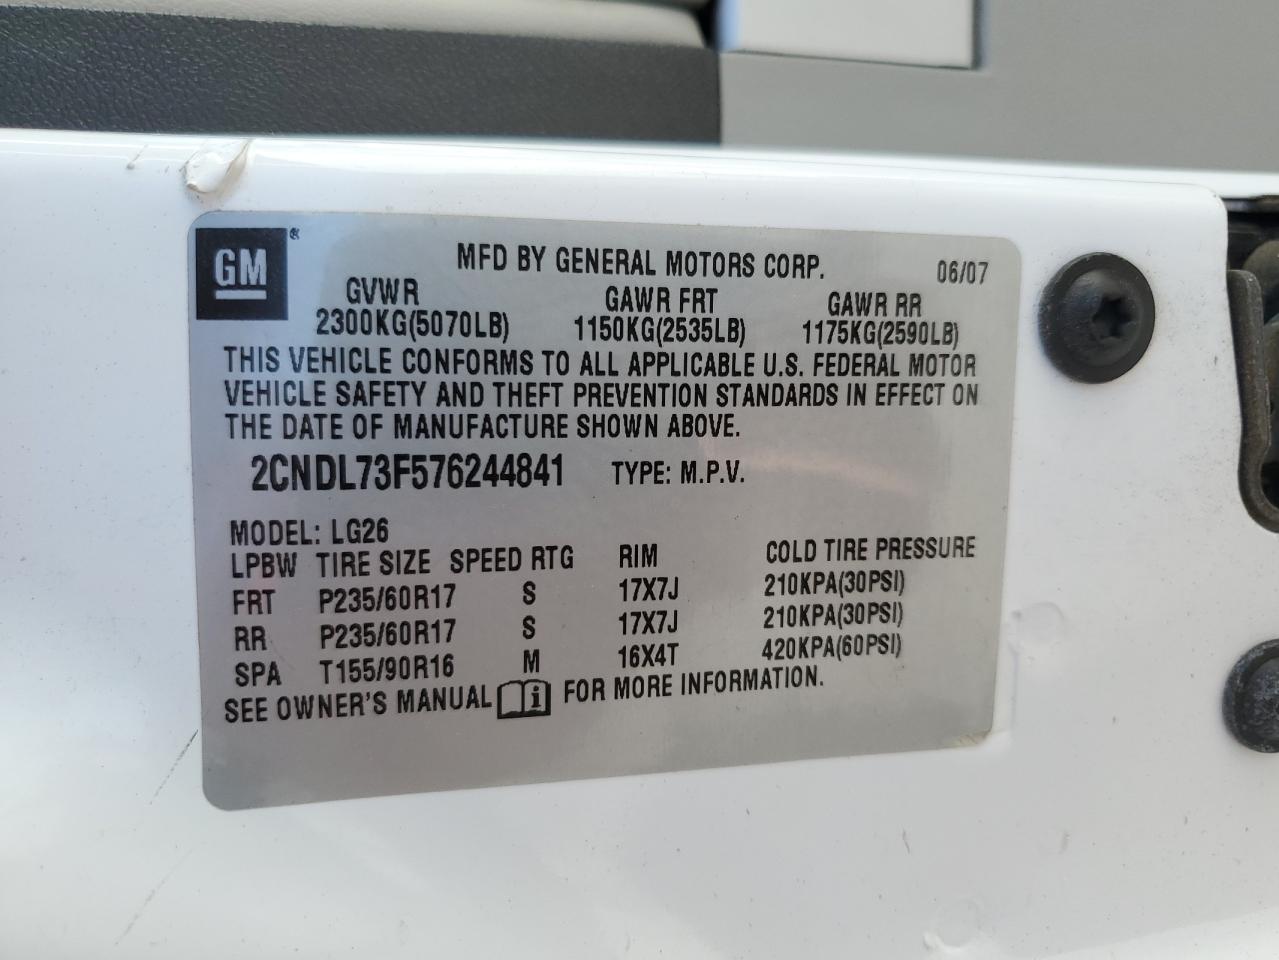 GM®
MFD BY GENERAL MOTORS CORP. 06/07
GVWR GAWR FRT GAWR RR
2300KG(5070LB) 1150KG(2535LB) 1175KG(2590LB)
THIS VEHICLE CONFORMS TO ALL APPLICABLE U.S. FEDERAL MOTOR
VEHICLE SAFETY AND THEFT PREVENTION STANDARDS IN EFFECT ON
THE DATE OF MANUFACTURE SHOWN ABOVE.
2CNDL73F576244841 TYPE: M.P.V.
MODEL: LG26
LPBW TIRE SIZE SPEED RTG RIM COLD TIRE PRESSURE
FRT P235/60R17 S 17X7J 210KPA(30PSI)
RR P235/60R17 S 17X7J 210KPA(30PSI)
SPA T155/90R16 M 16X4T 420KPA(60PSI)
SEE OWNER'S MANUAL i FOR MORE INFORMATION.